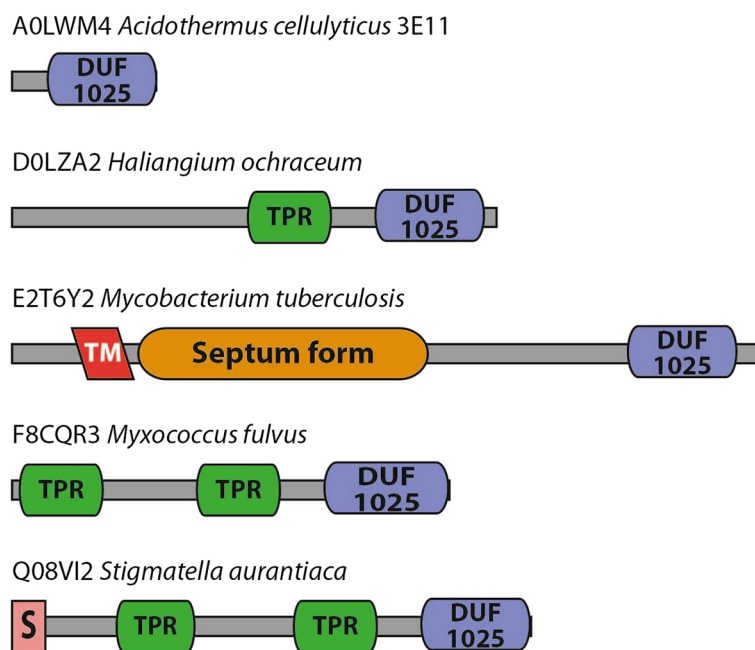 A0LWM4 Acidothermus cellulyticus 3E11
DUF
1025
D0LZA2 Haliangium ochraceum
TPR
DUF
1025
E2T6Y2 Mycobacterium tuberculosis
TM
Septum form
DUF
1025
F8CQR3 Myxococcus fulvus
TPR
TPR
DUF
1025
Q08VI2 Stigmatella aurantiaca
S
TPR
TPR
DUF
1025